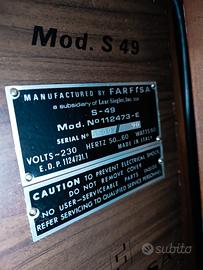 Mod. S 49
MANUFACTURED BY FARFISA
a subsidiary of Lear Siegler, Inc.
S-49
Mod. No 112473-E
SERIAL No
HERTZ 50..60 WATTS
VOLTS-230 MADE IN ITALY
E.D.P. 112473L1
CAUTION TO PREVENT ELECTRICAL SHOCK
DO NOT REMOVE COVER
NO USER-SERVICEABLE PARTS INSIDE
REFER SERVICING TO QUALIFIED SERVICE PERSONNEL
subito